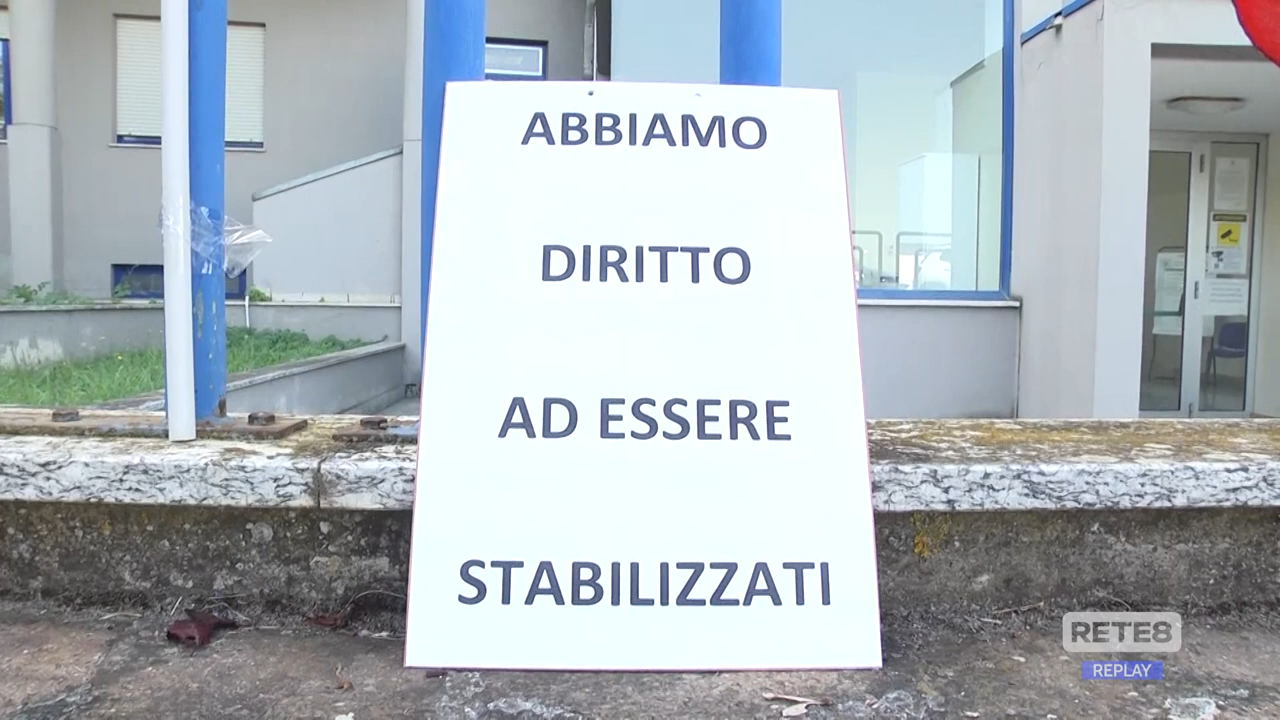 ABBIAMO
DIRITTO
AD ESSERE
STABILIZZATI
RETE8
REPLAY